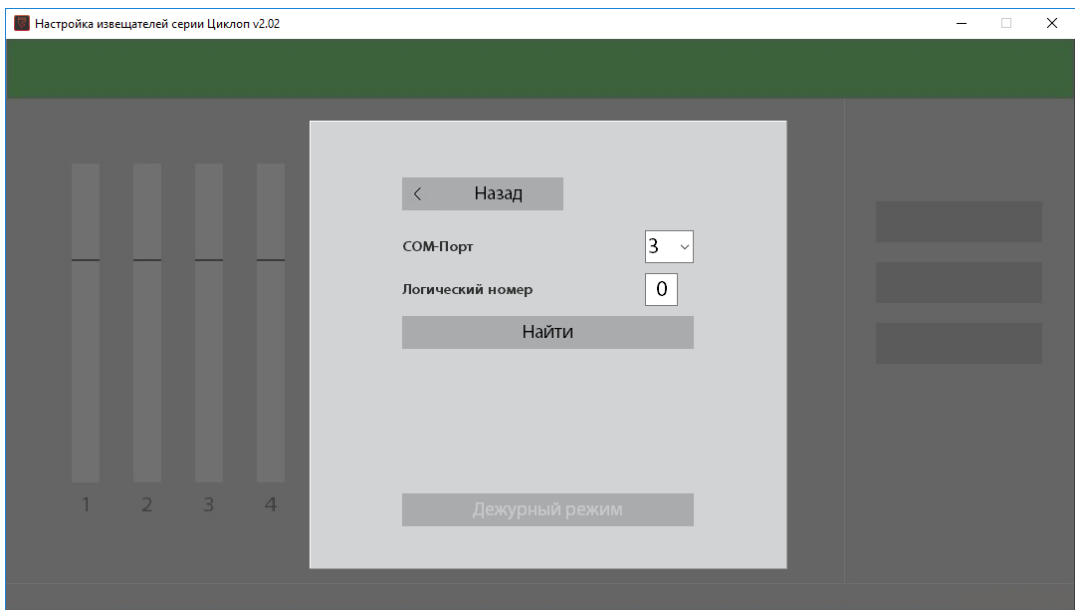 Настройка извещателей серии Циклоп v2.02
Назад
COM-Порт 3
Логический номер 0
Найти
1 2 3 4
Дежурный режим